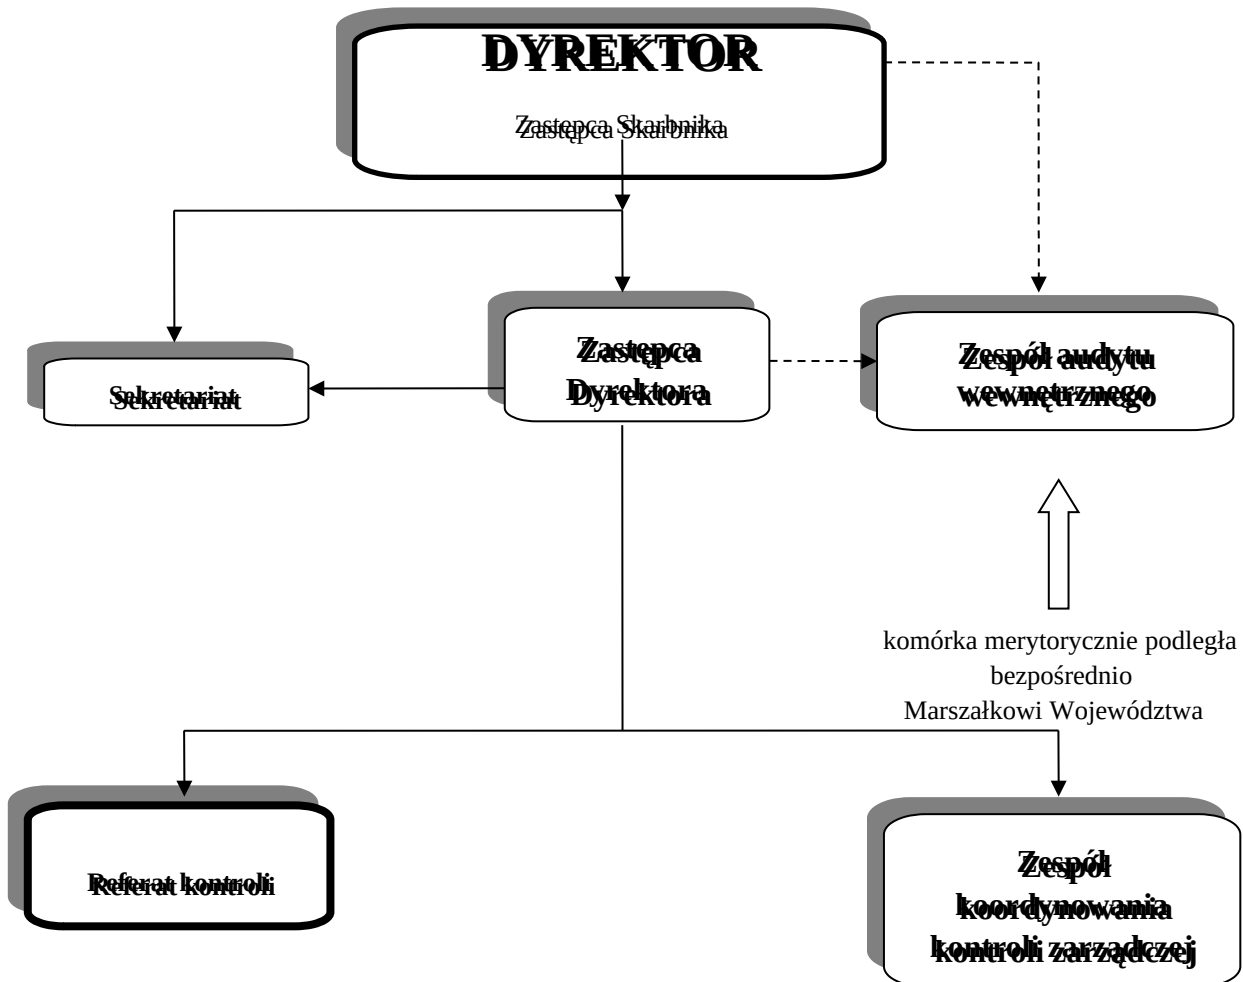 DYREKTOR
Zastępca Skarbnika
Zastępca
Dyrektora
Zespół audytu
wewnętrznego
Sekretariat
komórka merytorycznie podległa
bezpośrednio
Marszałkowi Województwa
Referat kontroli
Zespół
koordynowania
kontroli zarządczej